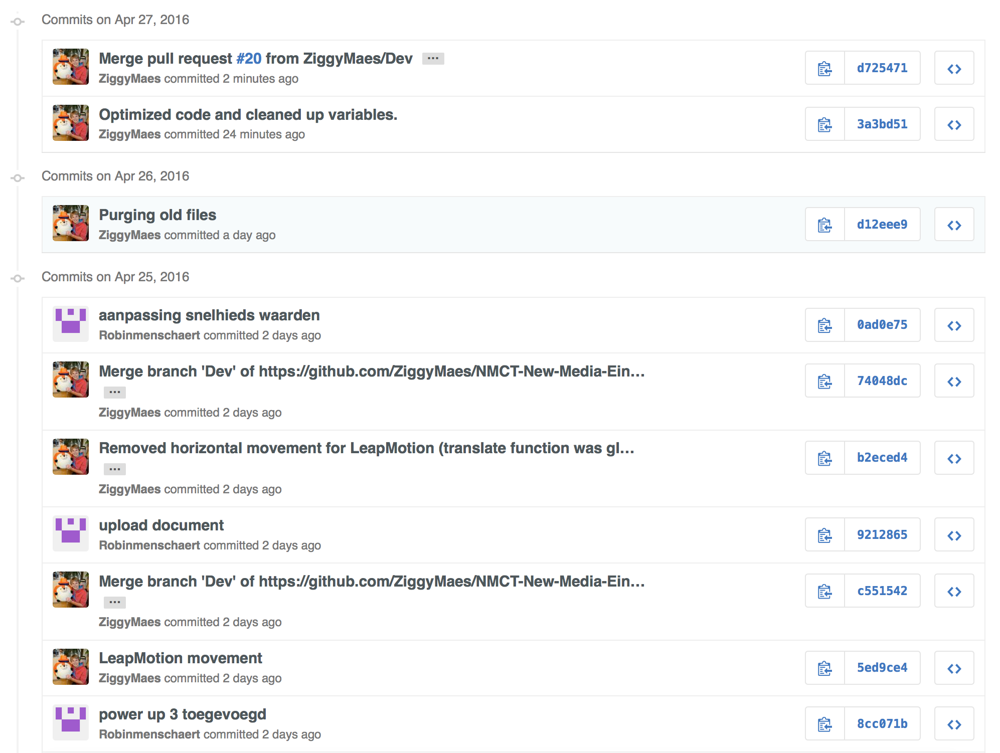 Commits on Apr 27, 2016
Merge pull request #20 from ZiggyMaes/Dev ...
d725471
ZiggyMaes committed 2 minutes ago
Optimized code and cleaned up variables.
3a3bd51
ZiggyMaes committed 24 minutes ago
Commits on Apr 26, 2016
Purging old files
d12eee9
ZiggyMaes committed a day ago
Commits on Apr 25, 2016
aanpassing snelhieds waarden
0ad0e75
Robinmenschaert committed 2 days ago
Merge branch 'Dev' of https://github.com/ZiggyMaes/NMCT-New-Media-Ein...
74048dc
...
ZiggyMaes committed 2 days ago
Removed horizontal movement for LeapMotion (translate function was gl...
b2eced4
...
ZiggyMaes committed 2 days ago
upload document
9212865
Robinmenschaert committed 2 days ago
Merge branch 'Dev' of https://github.com/ZiggyMaes/NMCT-New-Media-Ein...
c551542
...
ZiggyMaes committed 2 days ago
LeapMotion movement
5ed9ce4
ZiggyMaes committed 2 days ago
power up 3 toegevoegd
8cc071b
Robinmenschaert committed 2 days ago